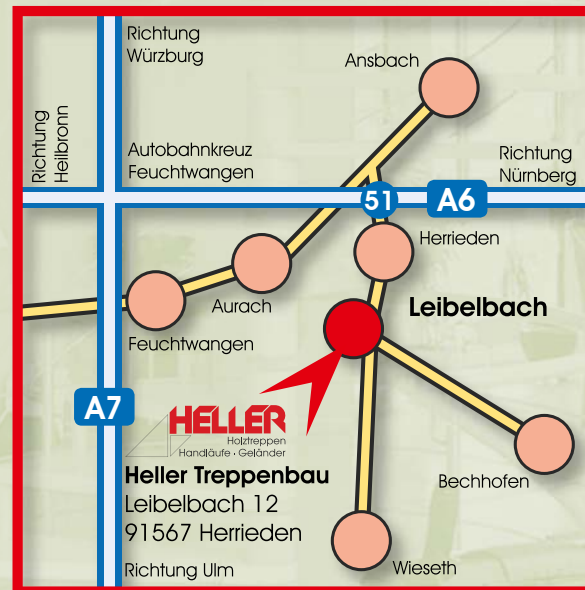 Richtung
Würzburg
Ansbach
Richtung
Heilbronn
Autobahnkreuz
Feuchtwangen
Richtung
Nürnberg
51
A6
Herrieden
Aurach
Leibelbach
Feuchtwangen
A7
HELLER
Holztreppen
Handläufe · Geländer
Heller Treppenbau
Leibelbach 12
91567 Herrieden
Bechhofen
Richtung Ulm
Wieseth